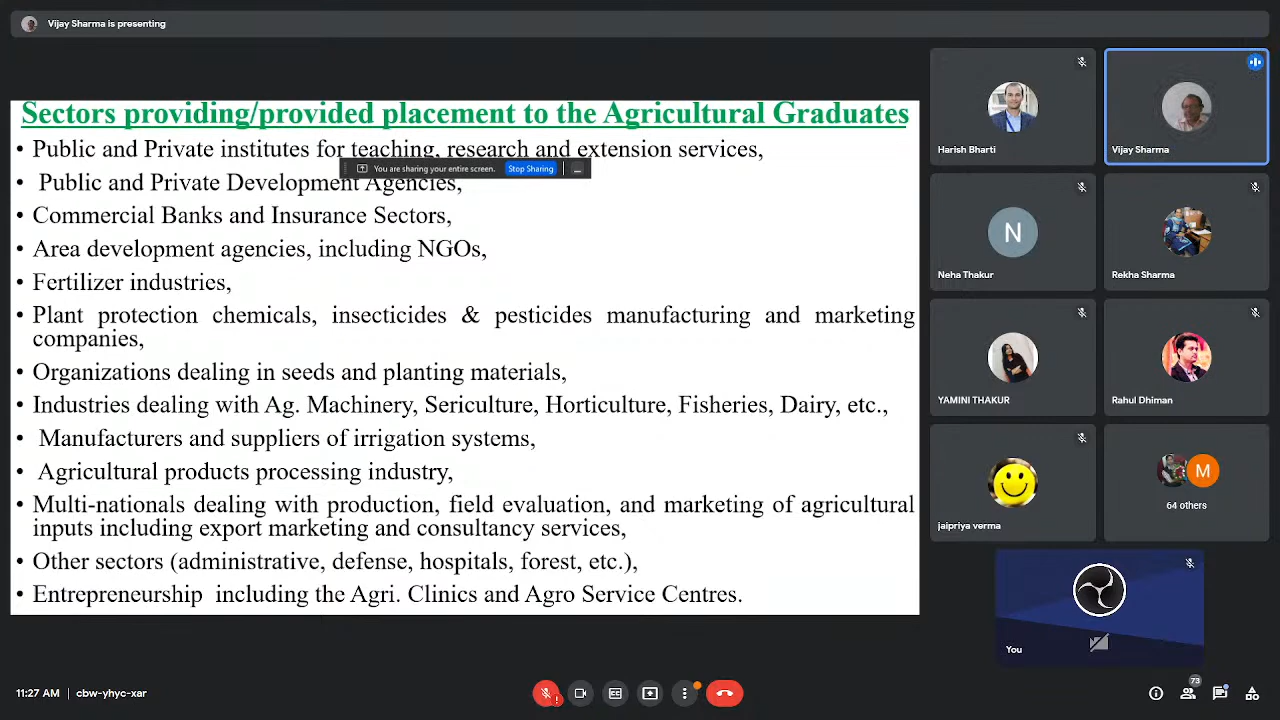 Vijay Sharma is presenting
Sectors providing/provided placement to the Agricultural Graduates
• Public and Private institutes for teaching, research and extension services,
You are sharing your entire screen. Stop Sharing
• Public and Private Development Agencies,
• Commercial Banks and Insurance Sectors,
• Area development agencies, including NGOs,
• Fertilizer industries,
• Plant protection chemicals, insecticides & pesticides manufacturing and marketing
companies,
• Organizations dealing in seeds and planting materials,
• Industries dealing with Ag. Machinery, Sericulture, Horticulture, Fisheries, Dairy, etc.,
• Manufacturers and suppliers of irrigation systems,
• Agricultural products processing industry,
• Multi-nationals dealing with production, field evaluation, and marketing of agricultural
inputs including export marketing and consultancy services,
• Other sectors (administrative, defense, hospitals, forest, etc.),
• Entrepreneurship including the Agri. Clinics and Agro Service Centres.
Harish Bharti
Vijay Sharma
N
Neha Thakur
Rekha Sharma
YAMINI THAKUR
Rahul Dhiman
jaipriya verma
M
64 others
You
11:27 AM | cbw-yhyc-xar
73